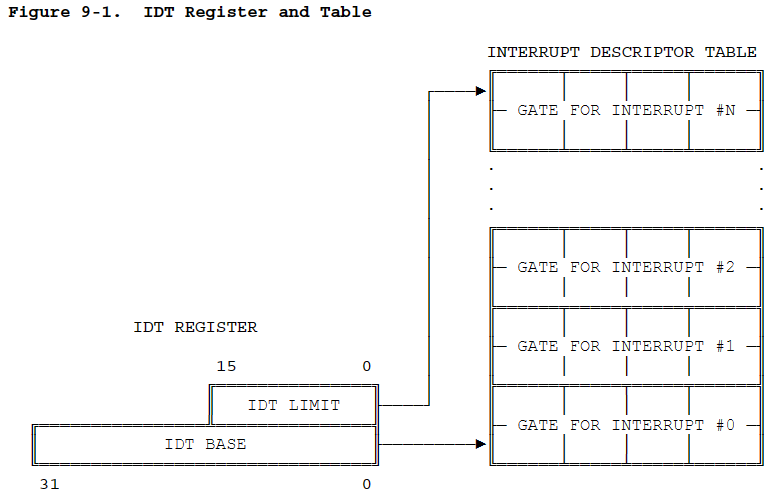 Figure 9-1. IDT Register and Table
INTERRUPT DESCRIPTOR TABLE
GATE FOR INTERRUPT #N
.
.
.
.
.
.
GATE FOR INTERRUPT #2
IDT REGISTER
GATE FOR INTERRUPT #1
15 0
IDT LIMIT
GATE FOR INTERRUPT #0
IDT BASE
31 0